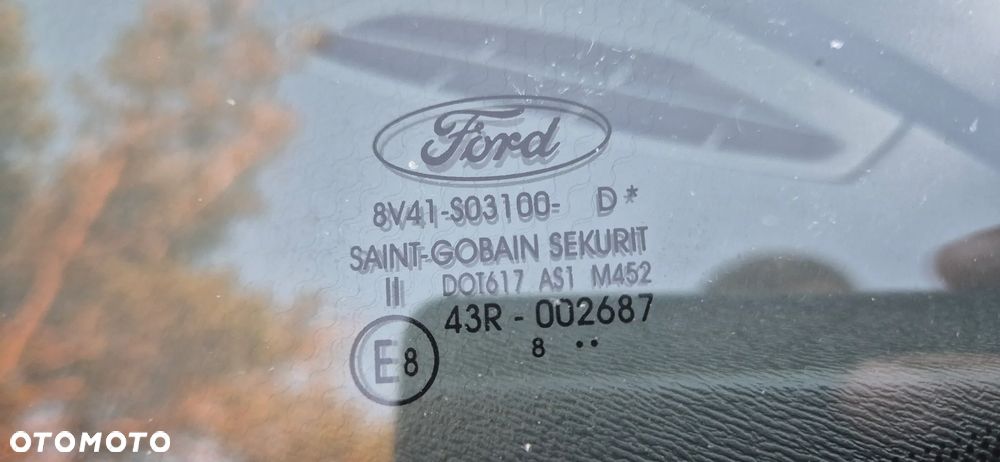 Ford
8V41-S03100- D*
SAINT-GOBAIN SEKURIT
II DOT617 AS1 M452
43R - 002687
E8
8 ..
OTOMOTO